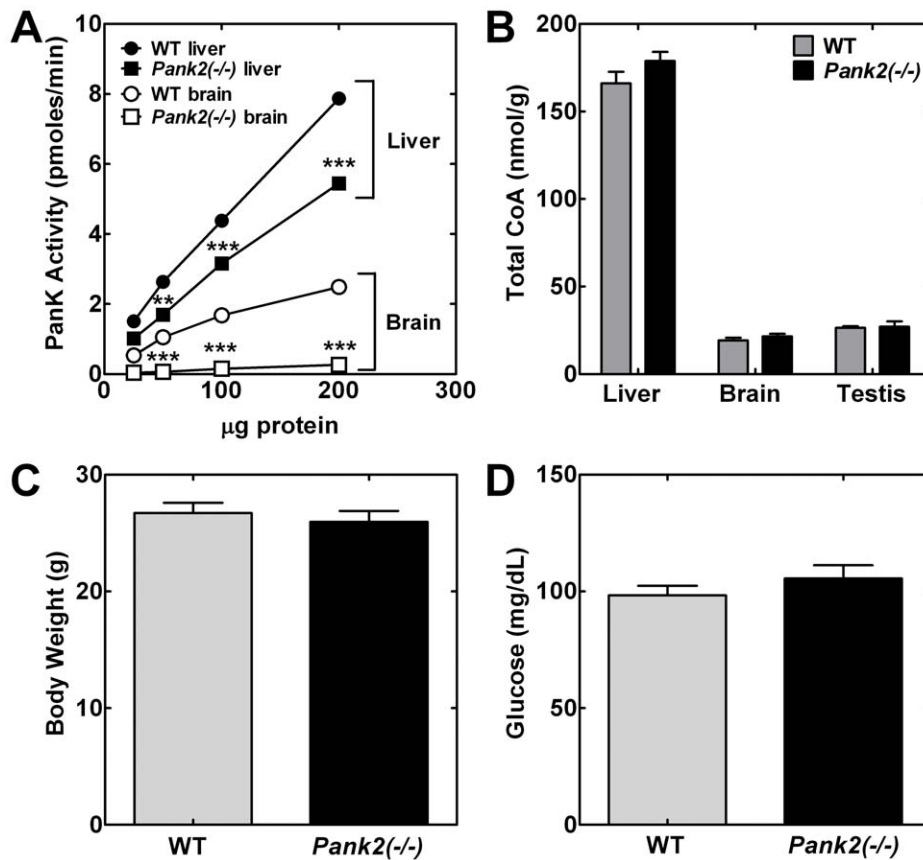 A
PanK Activity (pmoles/min)
10
8
6
4
2
0
WT liver
Pank2(-/-) liver
WT brain
Pank2(-/-) brain
***
Liver
***
**
Brain
***
***
***
0
100
200
300
µg protein
B
Total CoA (nmol/g)
200
150
100
50
0
WT
Pank2(-/-)
Liver
Brain
Testis
C
Body Weight (g)
30
20
10
0
WT
Pank2(-/-)
D
Glucose (mg/dL)
150
100
50
0
WT
Pank2(-/-)